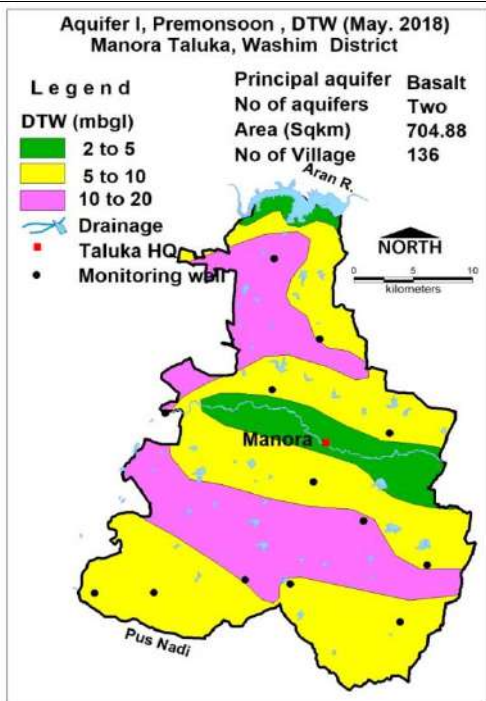 Aquifer I, Premonsoon , DTW (May. 2018)
Manora Taluka, Washim District
Legend
DTW (mbgl)
2 to 5
5 to 10
10 to 20
Drainage
Taluka HQ
Monitoring well
Principal aquifer Basalt
No of aquifers Two
Area (Sqkm) 704.88
No of Village 136
Aran R.
NORTH
0 5 10
kilometers
Manora
Pus Nadi